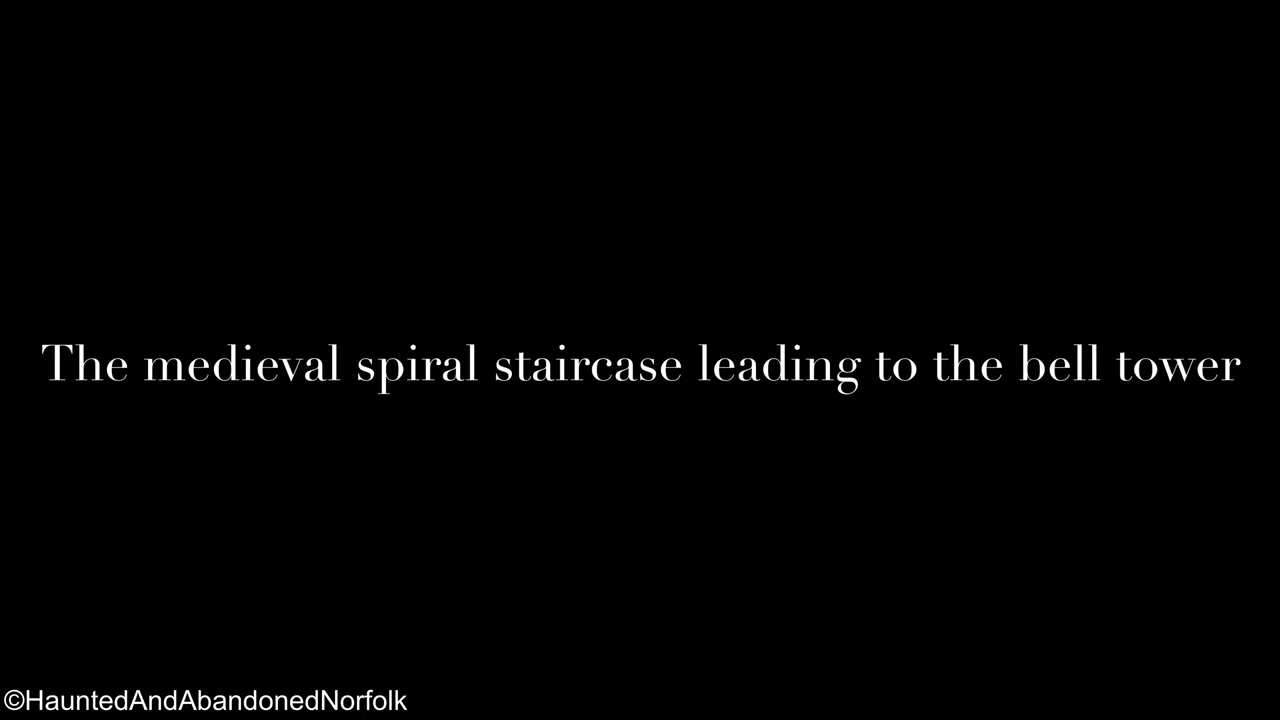 The medieval spiral staircase leading to the bell tower
©HauntedAndAbandonedNorfolk